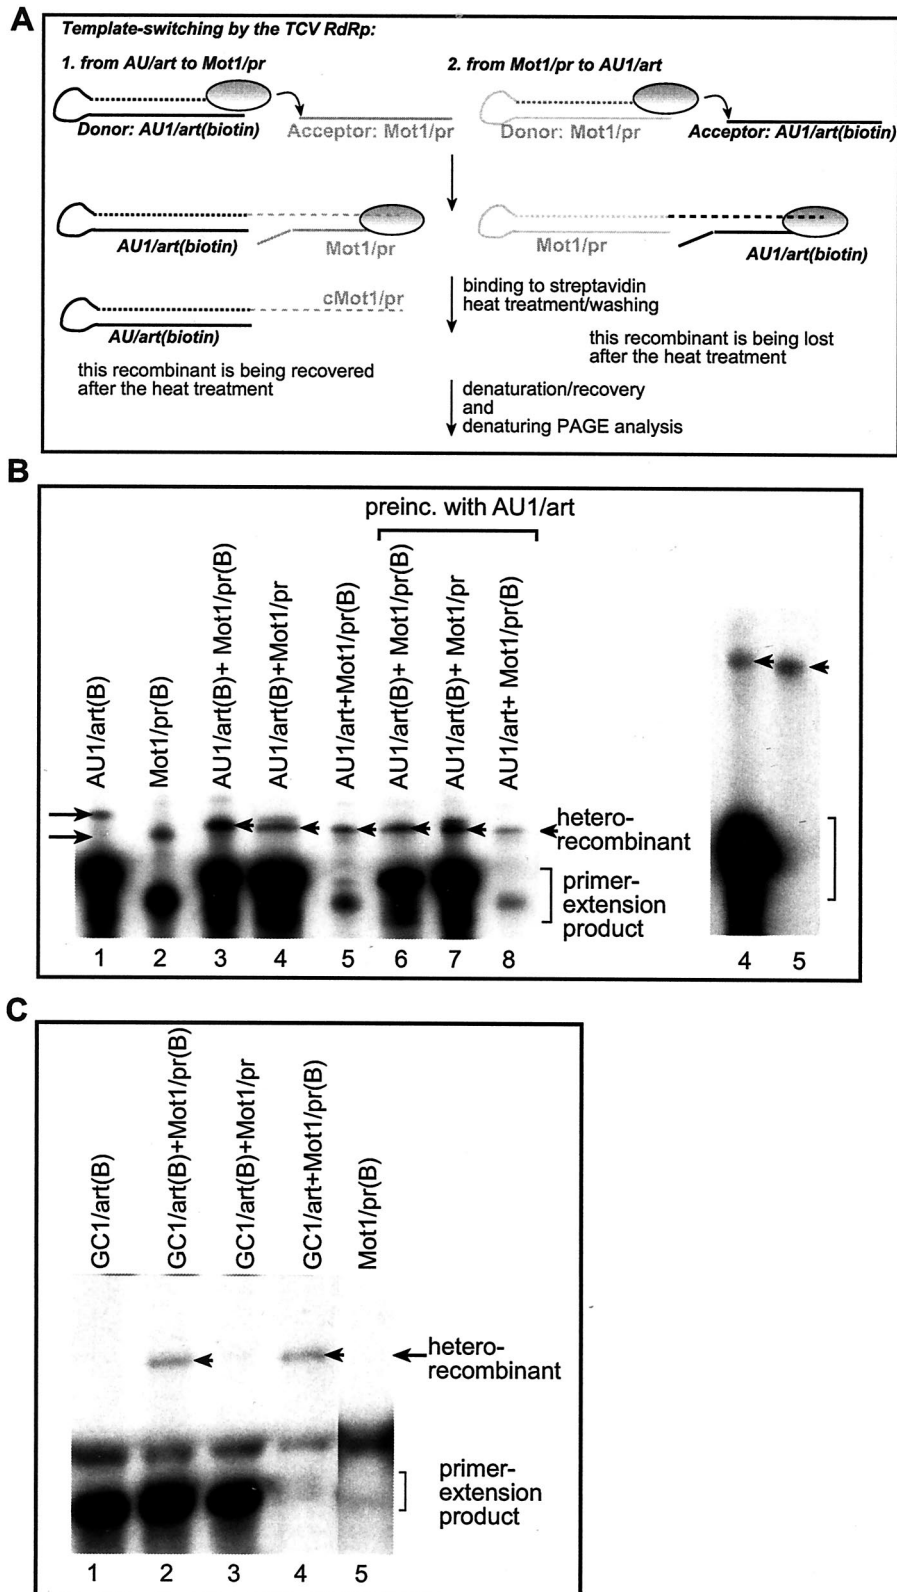 A
Template-switching by the TCV RdRp:
1. from AU/art to Mot1/pr
2. from Mot1/pr to AU1/art
Donor: AU1/art(biotin)
Acceptor: Mot1/pr
Donor: Mot1/pr
Acceptor: AU1/art(biotin)
AU1/art(biotin)
Mot1/pr
Mot1/pr
AU1/art(biotin)
binding to streptavidin
heat treatment/washing
cMot1/pr
AU/art(biotin)
this recombinant is being recovered
after the heat treatment
this recombinant is being lost
after the heat treatment
denaturation/recovery
and
denaturing PAGE analysis
B
preinc. with AU1/art
AU1/art(B)
Mot1/pr(B)
AU1/art(B)+ Mot1/pr(B)
AU1/art(B)+Mot1/pr
AU1/art+Mot1/pr(B)
AU1/art(B)+ Mot1/pr(B)
AU1/art(B)+ Mot1/pr
AU1/art+ Mot1/pr(B)
hetero-
recombinant
primer-
extension
product
1 2 3 4 5 6 7 8
4 5
C
GC1/art(B)
GC1/art(B)+Mot1/pr(B)
GC1/art(B)+Mot1/pr
GC1/art+Mot1/pr(B)
Mot1/pr(B)
hetero-
recombinant
primer-
extension
product
1 2 3 4 5